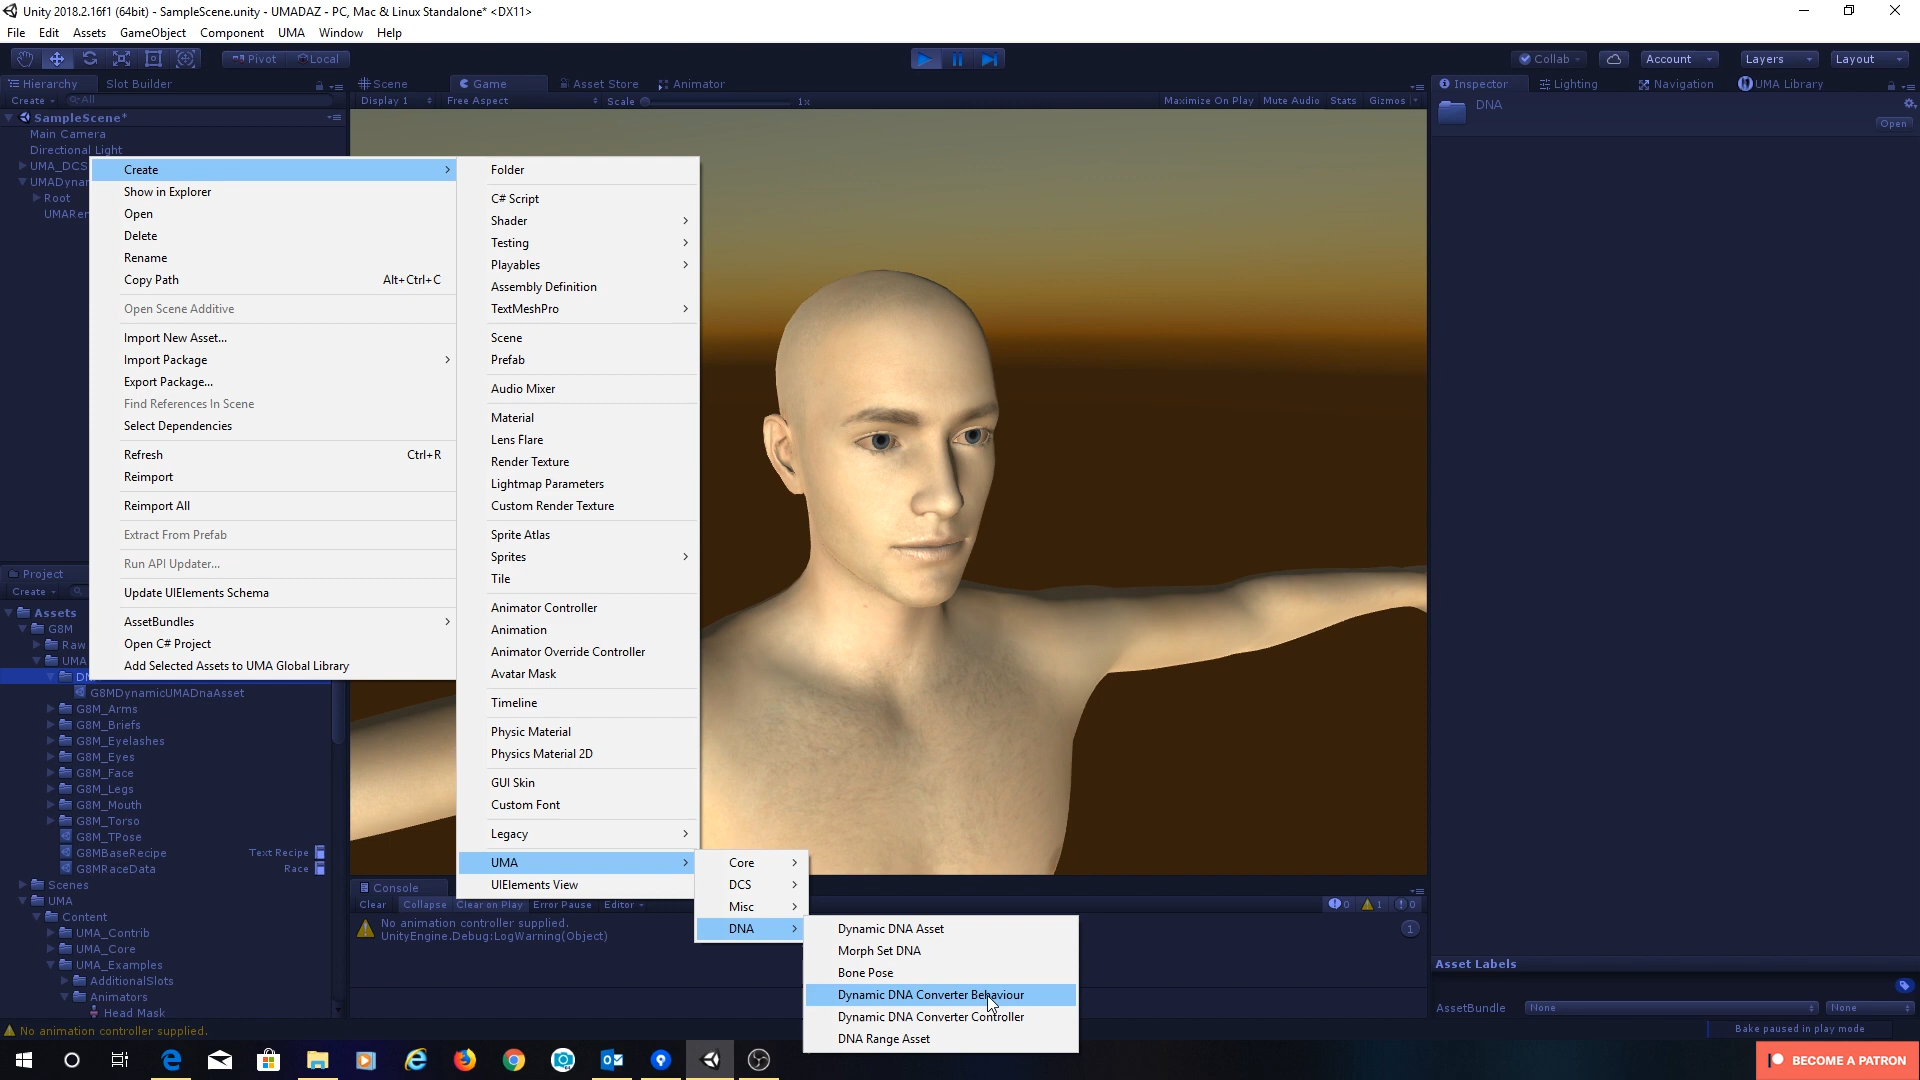 Unity 2018.2.16f1 (64bit) - SampleScene.unity - UMADAZ - PC, Mac & Linux Standalone* <DX11>
File Edit Assets GameObject Component UMA Window Help
Pivot Local Collab Account Layers Layout
Hierarchy Slot Builder Scene Game Asset Store Animator Inspector Lighting Navigation UMA Library
Create All Display 1 Free Aspect Scale 1x Maximize On Play Mute Audio Stats Gizmos DNA
Open
SampleScene*
Main Camera
Directional Light
UMA_DCS
UMADynam
Root
UMARen
Create
Show in Explorer
Open
Delete
Rename
Copy Path Alt+Ctrl+C
Open Scene Additive
Import New Asset...
Import Package
Export Package...
Find References In Scene
Select Dependencies
Refresh Ctrl+R
Reimport
Reimport All
Extract From Prefab
Run API Updater...
Update UIElements Schema
AssetBundles
Open C# Project
Add Selected Assets to UMA Global Library
Folder
C# Script
Shader
Testing
Playables
Assembly Definition
TextMeshPro
Scene
Prefab
Audio Mixer
Material
Lens Flare
Render Texture
Lightmap Parameters
Custom Render Texture
Sprite Atlas
Sprites
Tile
Animator Controller
Animation
Animator Override Controller
Avatar Mask
Timeline
Physic Material
Physics Material 2D
GUI Skin
Custom Font
Legacy
UMA
UIElements View
Core
DCS
Misc
DNA
Dynamic DNA Asset
Morph Set DNA
Bone Pose
Dynamic DNA Converter Behaviour
Dynamic DNA Converter Controller
DNA Range Asset
Project
Create
Assets
G8M
Raw
UMA
G8MDynamicUMADnaAsset
G8M_Arms
G8M_Briefs
G8M_Eyelashes
G8M_Eyes
G8M_Face
G8M_Legs
G8M_Mouth
G8M_Torso
G8M_TPose
G8MBaseRecipe Text Recipe
G8MRaceData Race
Scenes
UMA
Content
UMA_Contrib
UMA_Core
UMA_Examples
AdditionalSlots
Animators
Head Mask
Console
Clear Collapse Clear on Play Error Pause Editor 0 1 0
No animation controller supplied.
UnityEngine.Debug:LogWarning(Object)
1
Asset Labels
AssetBundle None None
No animation controller supplied.
Bake paused in play mode
BECOME A PATRON